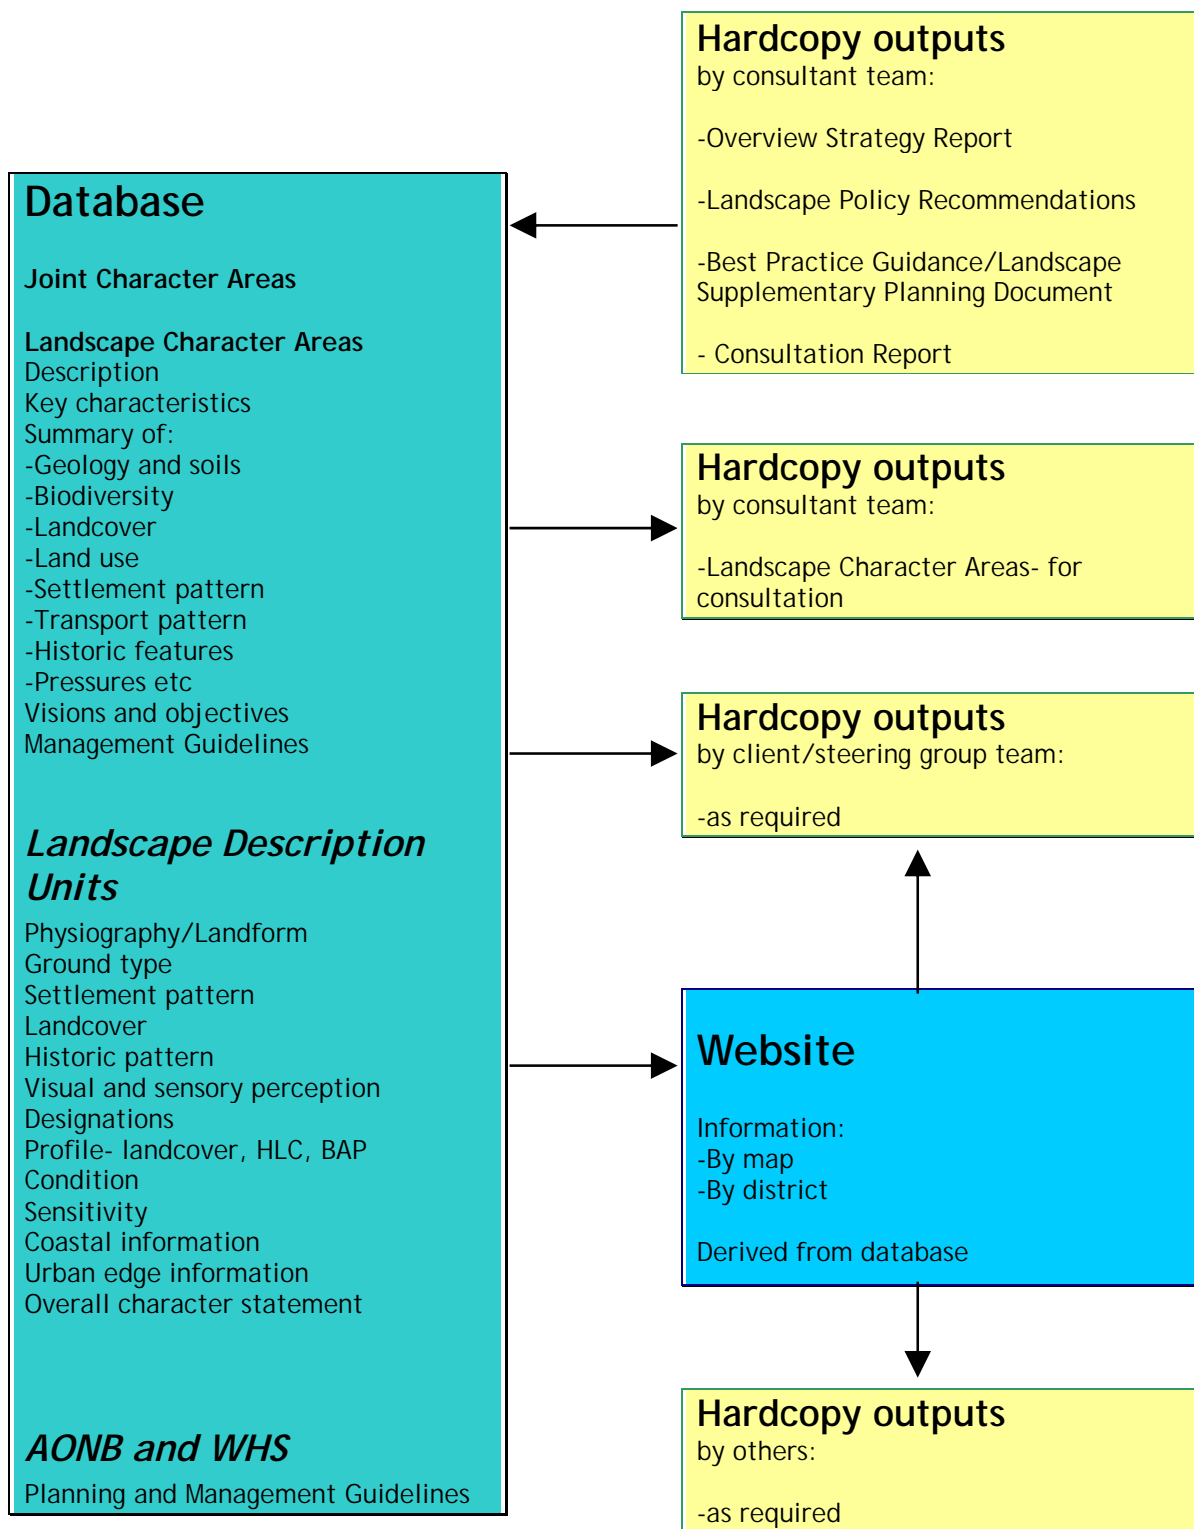 Database
Joint Character Areas
Landscape Character Areas
Description
Key characteristics
Summary of:
-Geology and soils
-Biodiversity
-Landcover
-Land use
-Settlement pattern
-Transport pattern
-Historic features
-Pressures etc
Visions and objectives
Management Guidelines
Landscape Description
Units
Physiography/Landform
Ground type
Settlement pattern
Landcover
Historic pattern
Visual and sensory perception
Designations
Profile- landcover, HLC, BAP
Condition
Sensitivity
Coastal information
Urban edge information
Overall character statement
AONB and WHS
Planning and Management Guidelines
Hardcopy outputs
by consultant team:
-Overview Strategy Report
-Landscape Policy Recommendations
-Best Practice Guidance/Landscape
Supplementary Planning Document
- Consultation Report
Hardcopy outputs
by consultant team:
-Landscape Character Areas- for
consultation
Hardcopy outputs
by client/steering group team:
-as required
Website
Information:
-By map
-By district
Derived from database
Hardcopy outputs
by others:
-as required